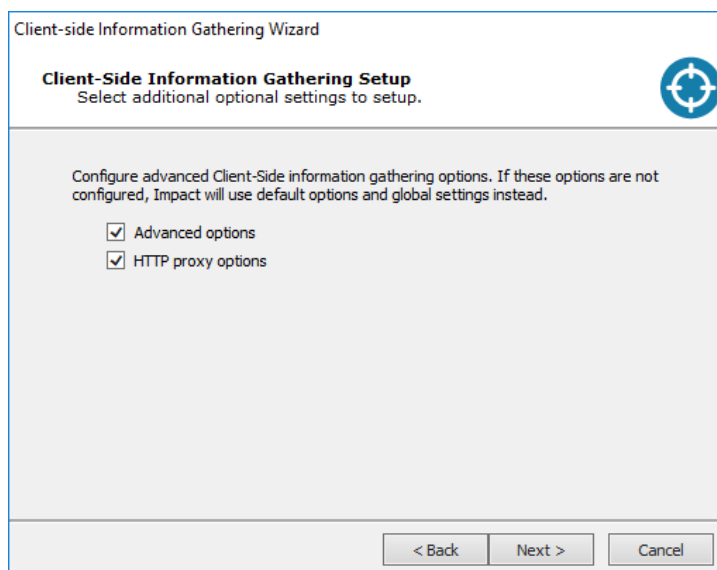 Client-side Information Gathering Wizard
Client-Side Information Gathering Setup
Select additional optional settings to setup.
Configure advanced Client-Side information gathering options. If these options are not
configured, Impact will use default options and global settings instead.
Advanced options
HTTP proxy options
< Back Next > Cancel